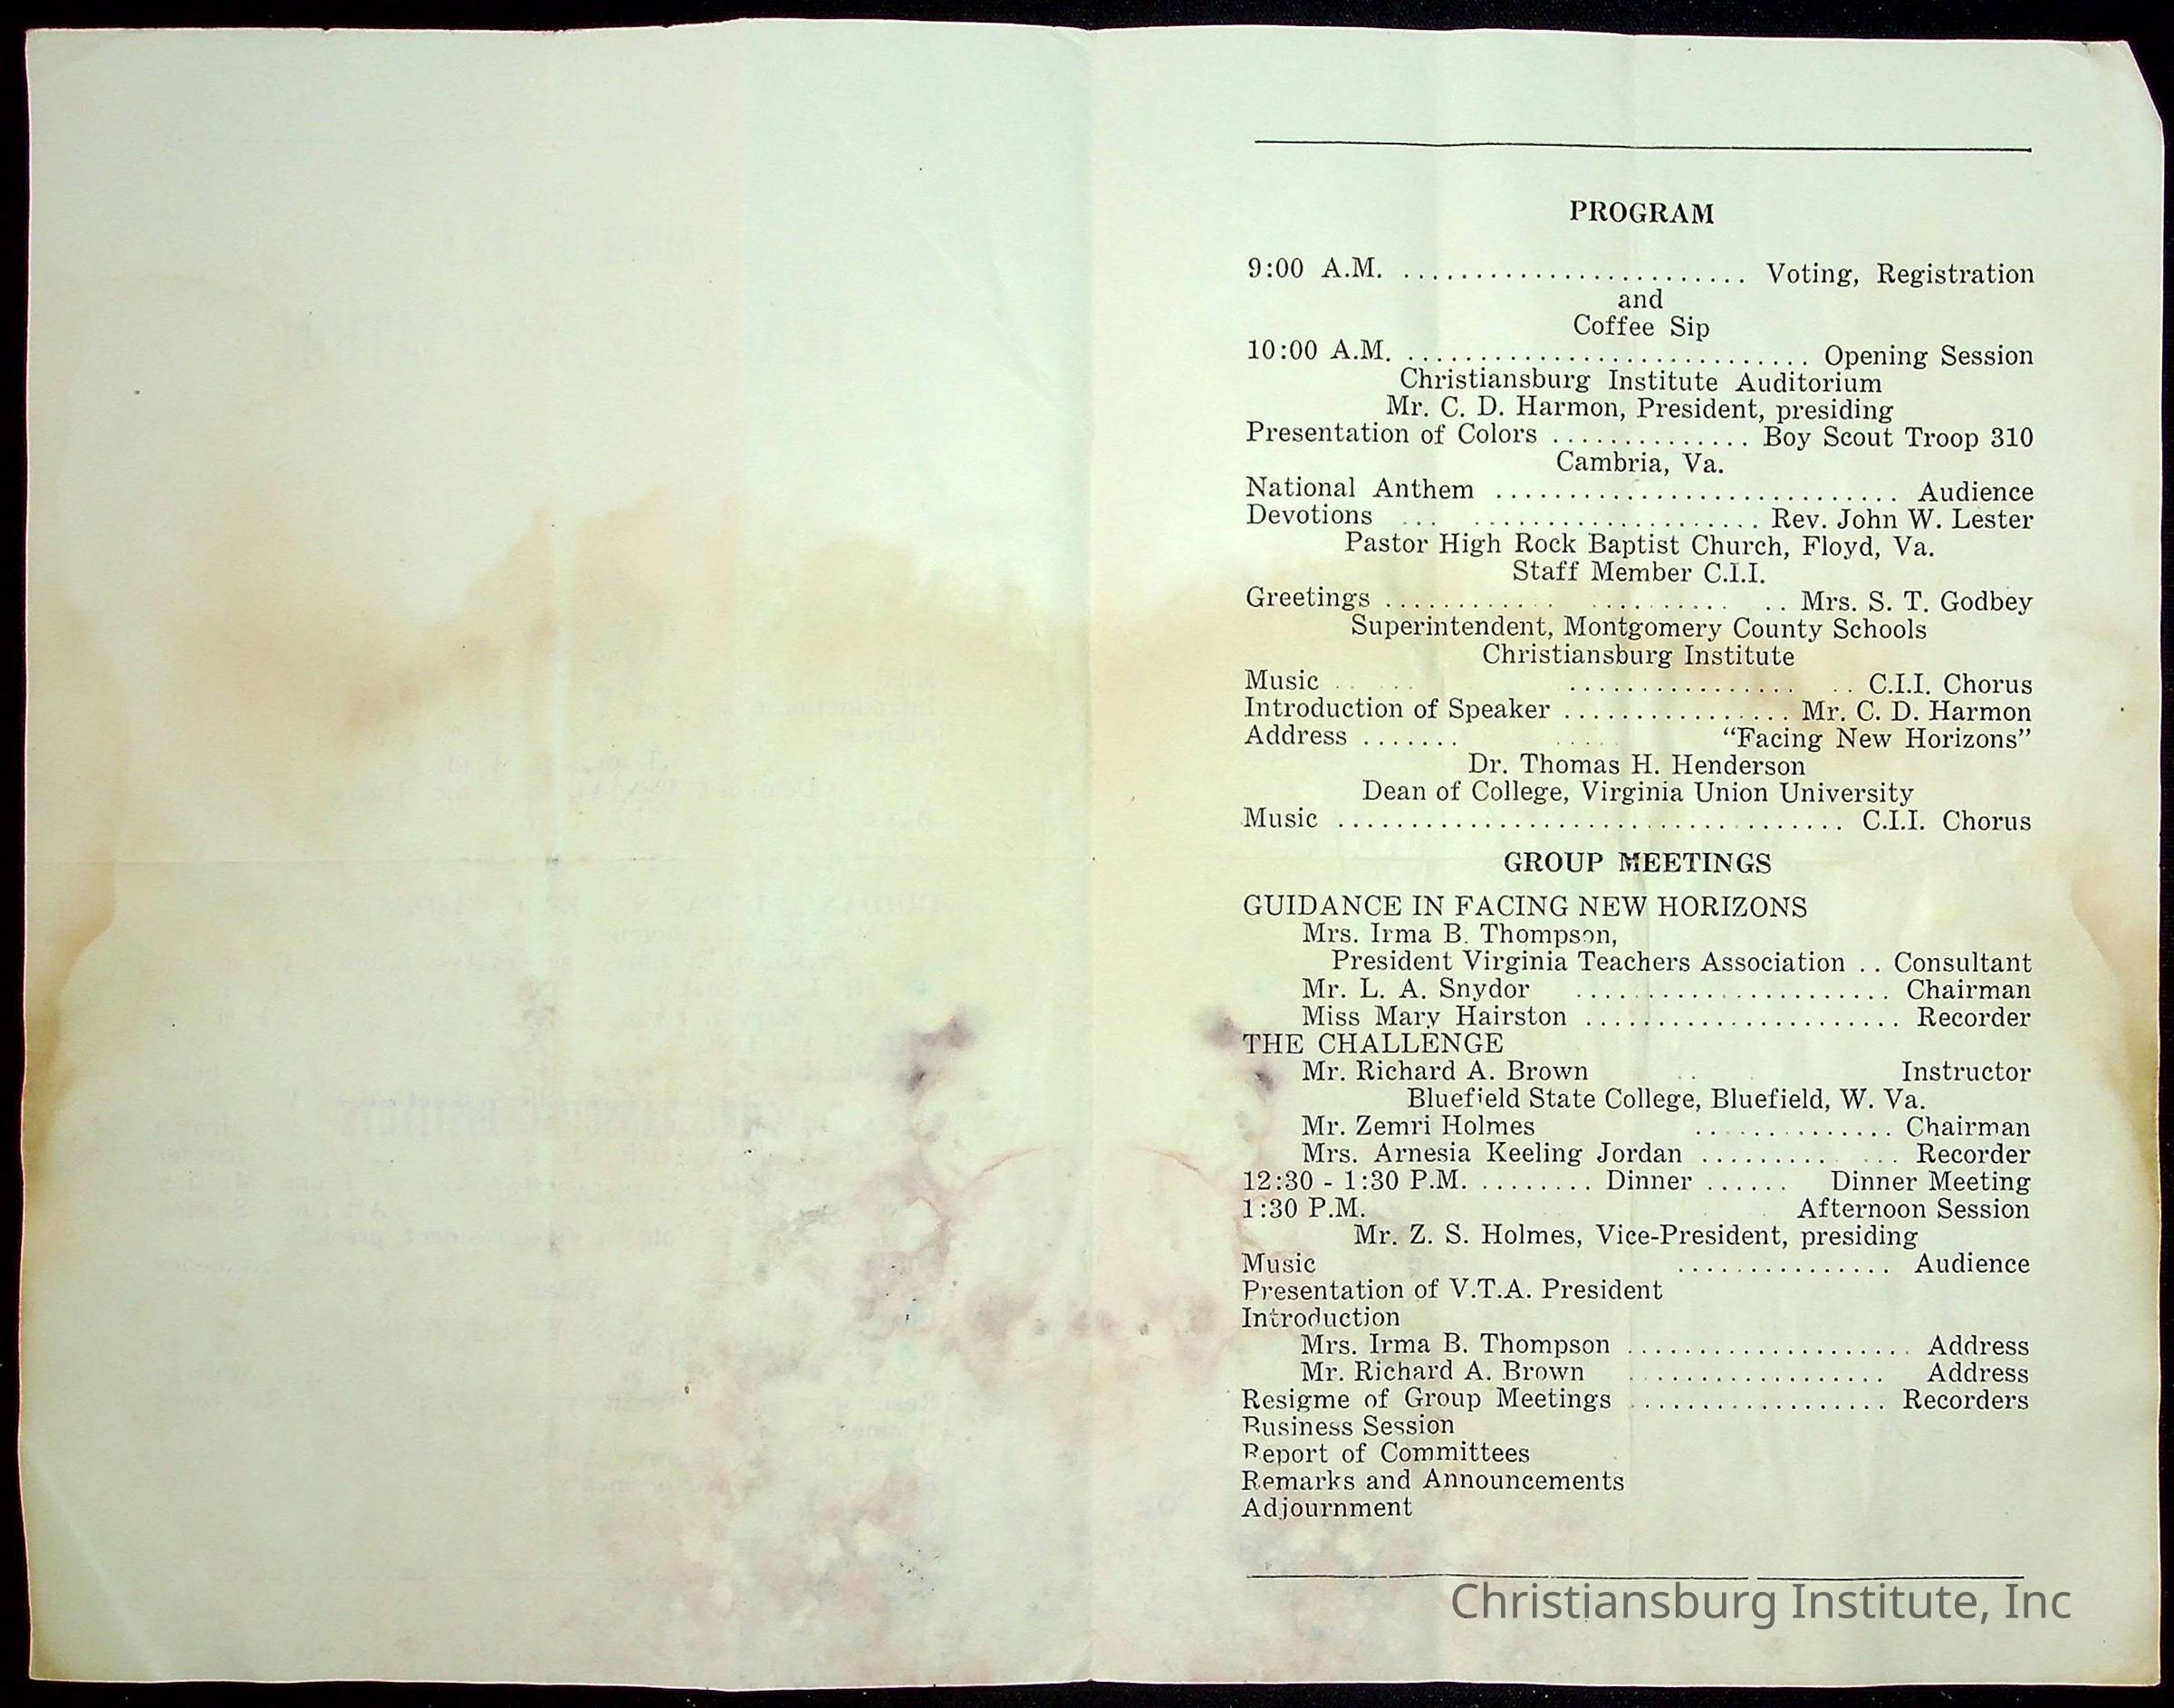 PROGRAM
9:00 A.M. ........................ Voting, Registration
and
Coffee Sip
10:00 A.M. ............................ Opening Session
Christiansburg Institute Auditorium
Mr. C. D. Harmon, President, presiding
Presentation of Colors .............. Boy Scout Troop 310
Cambria, Va.
National Anthem ............................ Audience
Devotions ... .................... Rev. John W. Lester
Pastor High Rock Baptist Church, Floyd, Va.
Staff Member C.I.I.
Greetings ............ .......... .. Mrs. S. T. Godbey
Superintendent, Montgomery County Schools
Christiansburg Institute
Music .. . ................ .. C.I.I. Chorus
Introduction of Speaker ................ Mr. C. D. Harmon
Address ....... ..... “Facing New Horizons”
Dr. Thomas H. Henderson
Dean of College, Virginia Union University
Music ................................... C.I.I. Chorus
GROUP MEETINGS
GUIDANCE IN FACING NEW HORIZONS
Mrs. Irma B. Thompson,
President Virginia Teachers Association .. Consultant
Mr. L. A. Snydor ...................... Chairman
Miss Mary Hairston ...................... Recorder
THE CHALLENGE
Mr. Richard A. Brown .. Instructor
Bluefield State College, Bluefield, W. Va.
Mr. Zemri Holmes .............. Chairman
Mrs. Arnesia Keeling Jordan ......... ... Recorder
12:30 - 1:30 P.M. ........ Dinner ...... Dinner Meeting
1:30 P.M. Afternoon Session
Mr. Z. S. Holmes, Vice-President, presiding
Music ............... Audience
Presentation of V.T.A. President
Introduction
Mrs. Irma B. Thompson .................... Address
Mr. Richard A. Brown .................. Address
Resigme of Group Meetings .................. Recorders
Business Session
Report of Committees
Remarks and Announcements
Adjournment
Christiansburg Institute, Inc